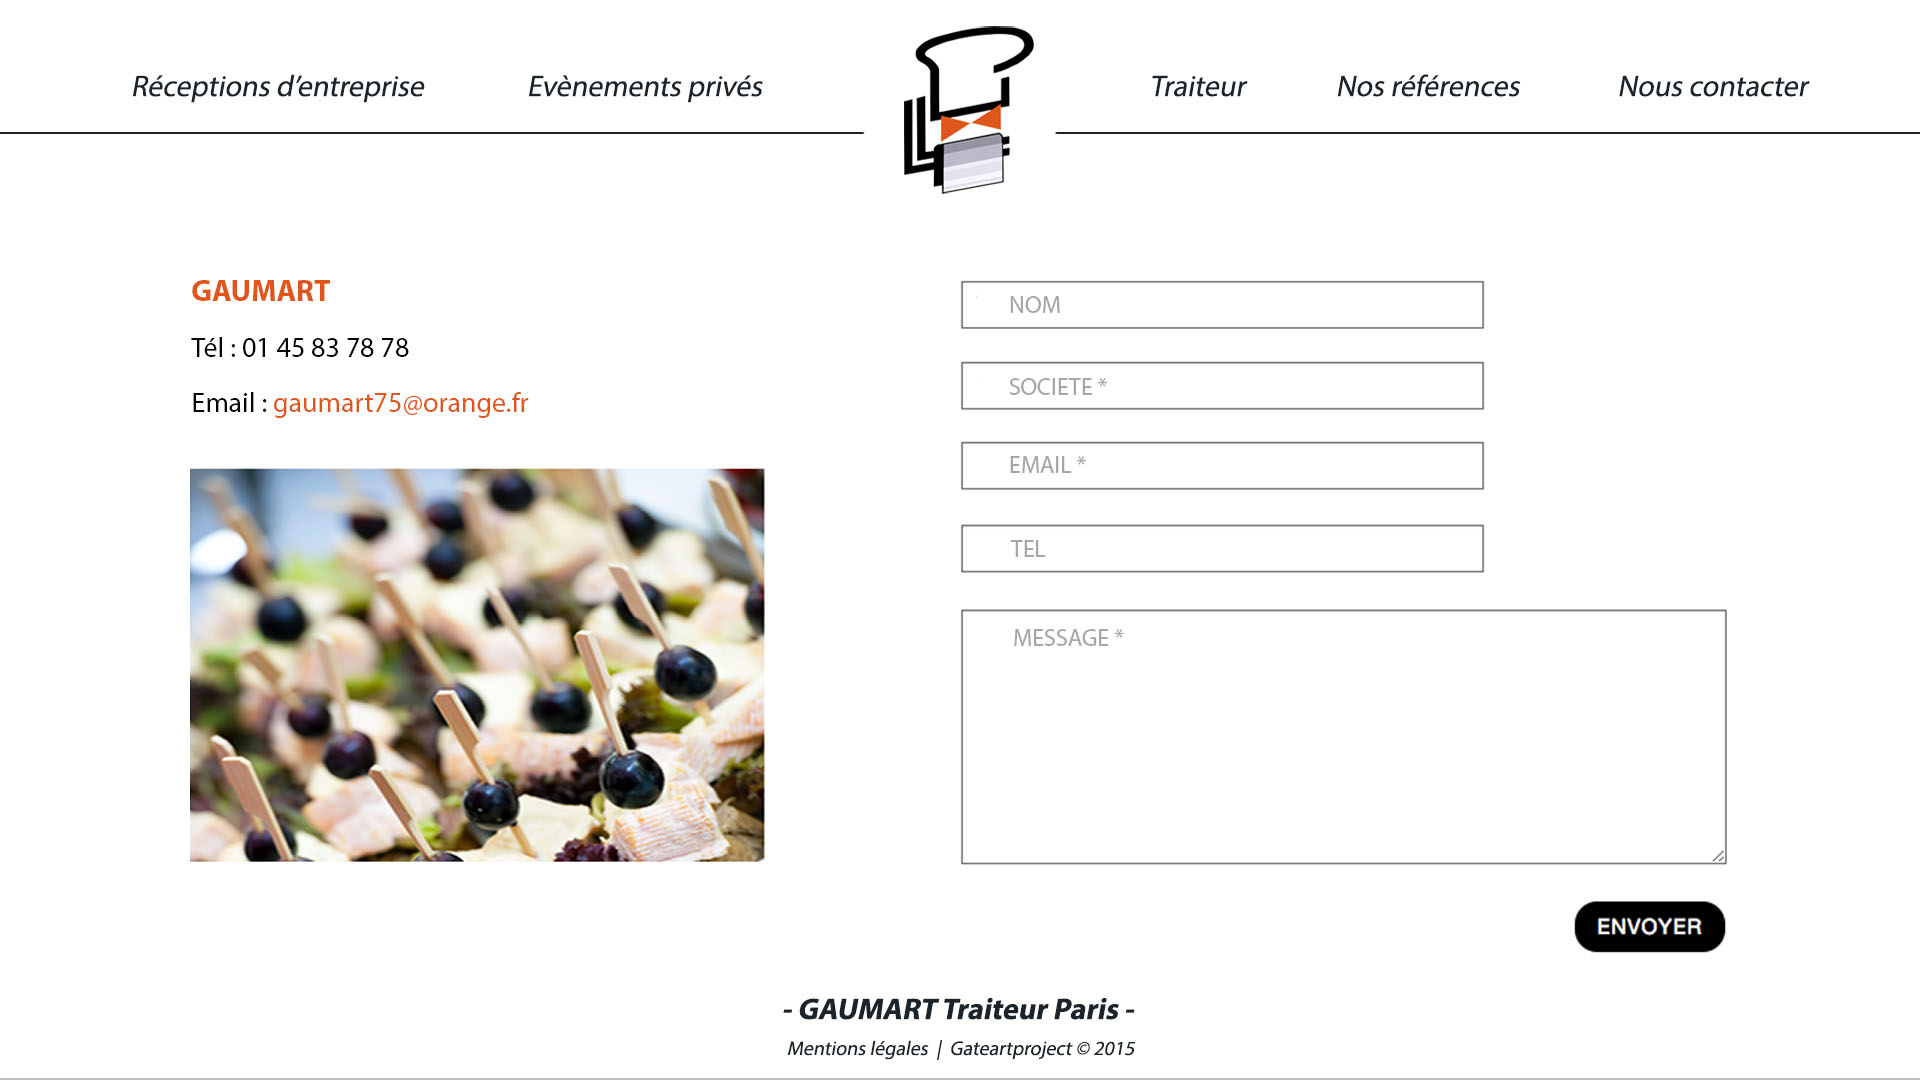 Réceptions d’entreprise
Evènements privés
Traiteur
Nos références
Nous contacter
GAUMART
Tél : 01 45 83 78 78
Email : gaumart75@orange.fr
NOM
SOCIETE *
EMAIL *
TEL
MESSAGE *
ENVOYER
- GAUMART Traiteur Paris -
Mentions légales | Gateartproject © 2015